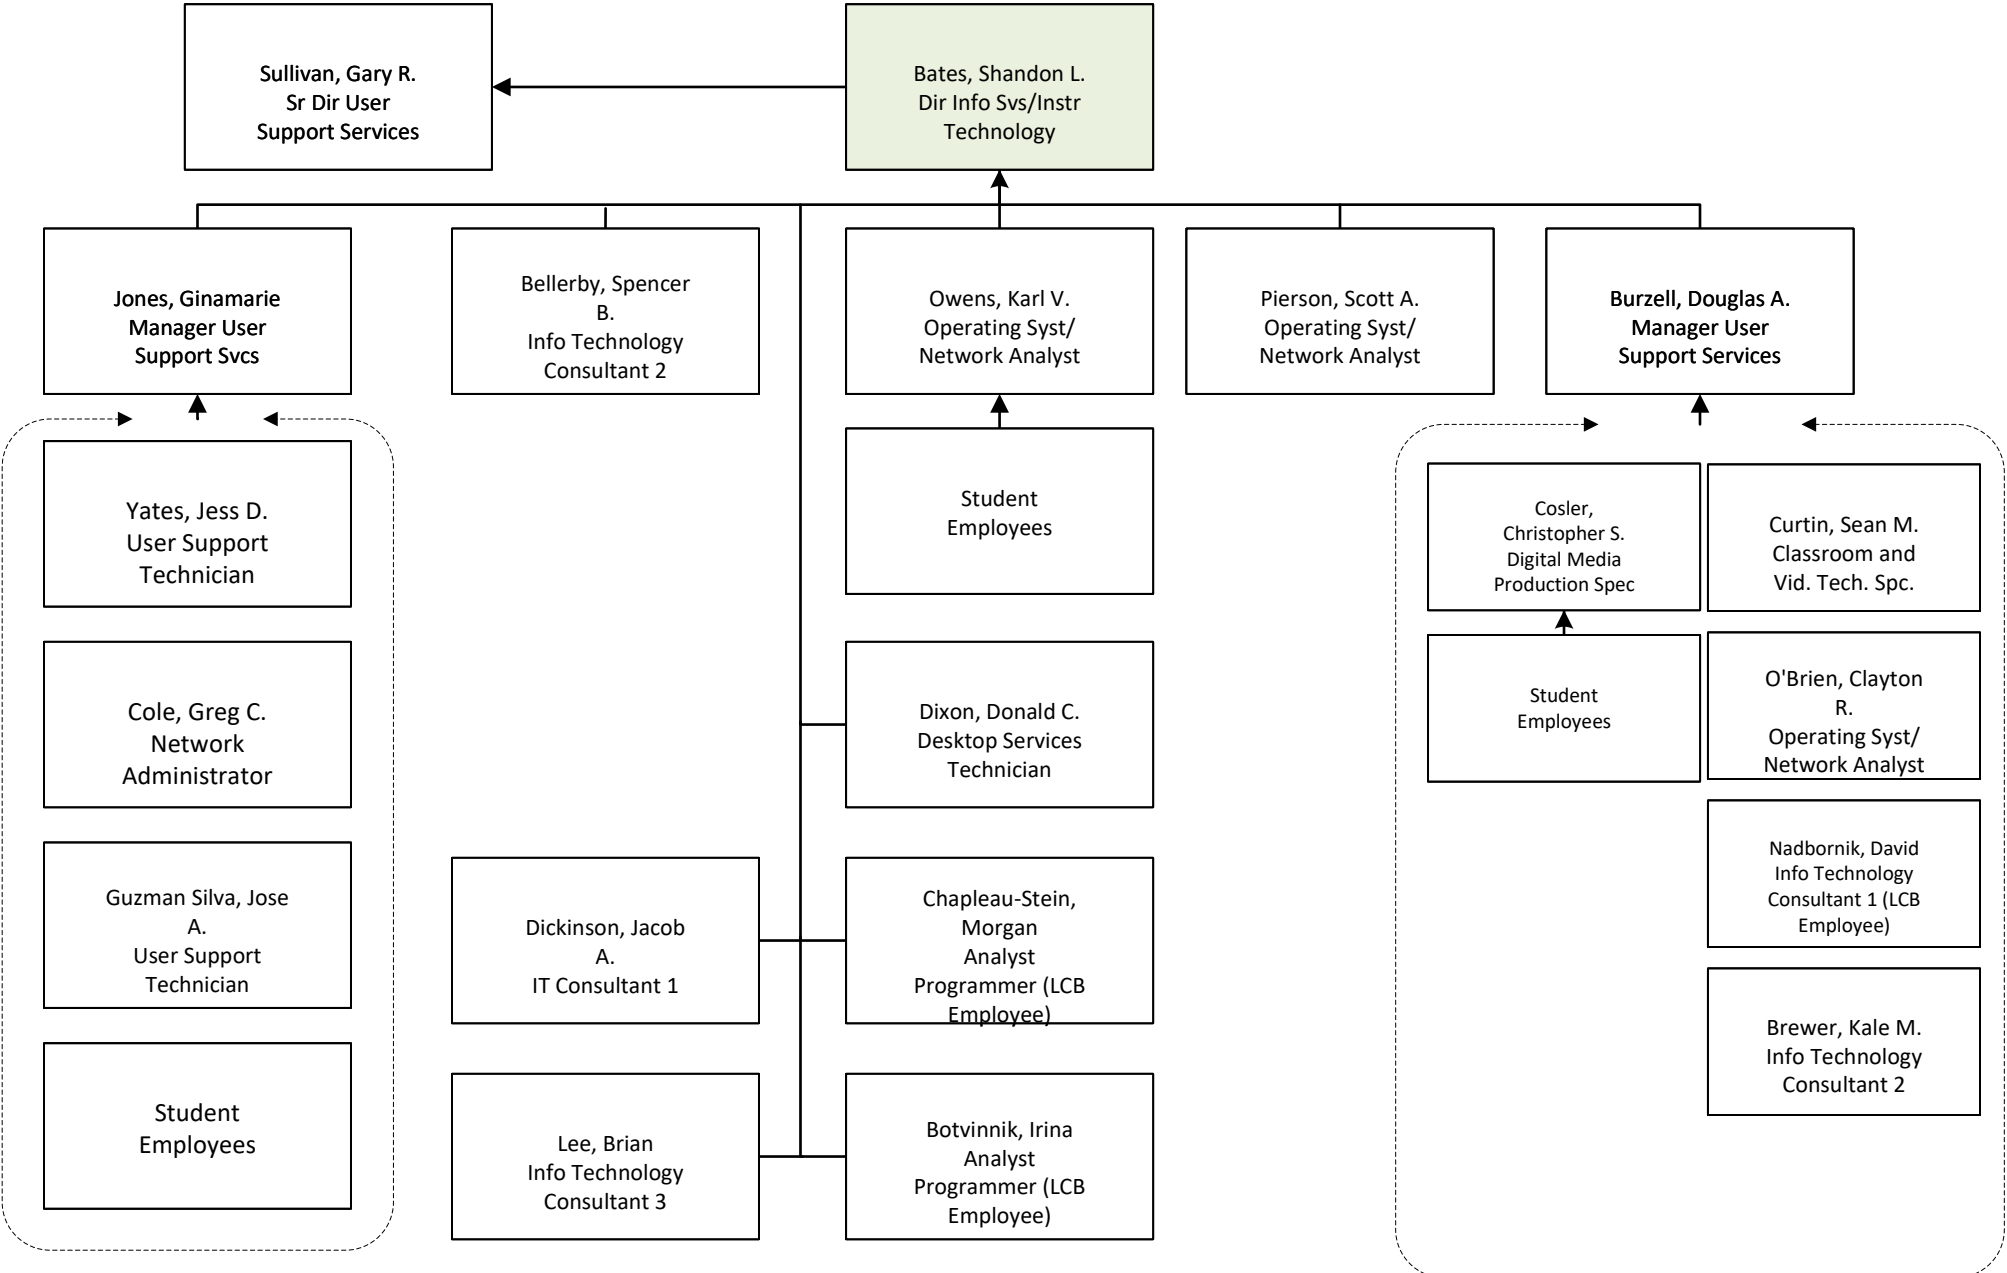 Sullivan, Gary R.
Sr Dir User
Support Services
Bates, Shandon L.
Dir Info Svs/Instr
Technology
Jones, Ginamarie
Manager User
Support Svcs
Bellerby, Spencer
B.
Info Technology
Consultant 2
Owens, Karl V.
Operating Syst/
Network Analyst
Pierson, Scott A.
Operating Syst/
Network Analyst
Burzell, Douglas A.
Manager User
Support Services
Yates, Jess D.
User Support
Technician
Cole, Greg C.
Network
Administrator
Guzman Silva, Jose
A.
User Support
Technician
Student
Employees
Student
Employees
Dixon, Donald C.
Desktop Services
Technician
Dickinson, Jacob
A.
IT Consultant 1
Chapleau-Stein,
Morgan
Analyst
Programmer (LCB
Employee)
Lee, Brian
Info Technology
Consultant 3
Botvinnik, Irina
Analyst
Programmer (LCB
Employee)
Cosler,
Christopher S.
Digital Media
Production Spec
Student
Employees
Curtin, Sean M.
Classroom and
Vid. Tech. Spc.
O'Brien, Clayton
R.
Operating Syst/
Network Analyst
Nadbornik, David
Info Technology
Consultant 1 (LCB
Employee)
Brewer, Kale M.
Info Technology
Consultant 2